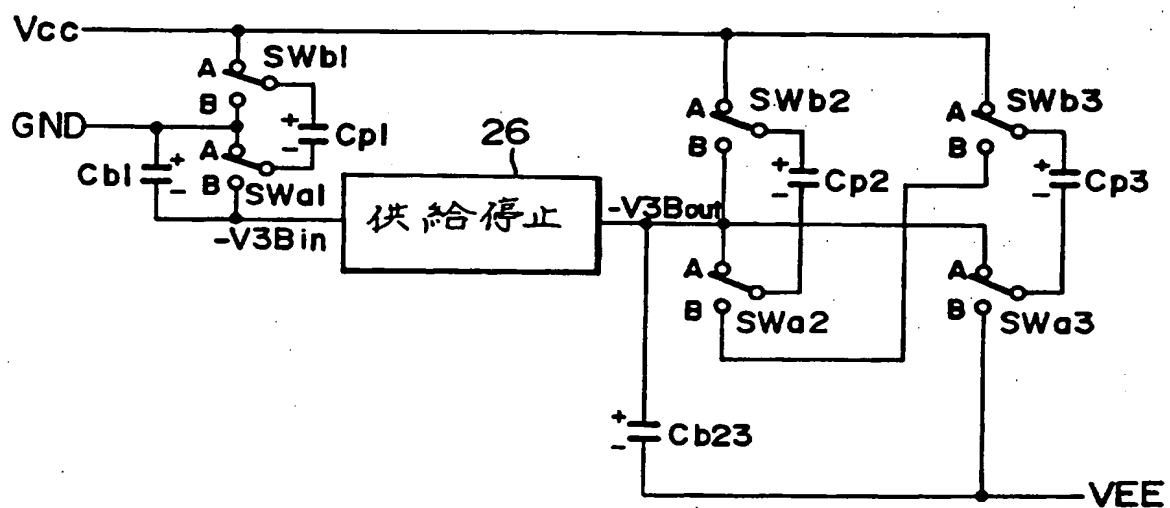 Vcc
SWb1
A
B
Cp1
+
-
GND
A
B
SWa1
Cb1
+
-
-V3Bin
26
供給停止
-V3Bout
SWb2
A
B
Cp2
+
-
SWb3
A
B
Cp3
+
-
A
B
SWa2
A
B
SWa3
+
-
Cb23
VEE